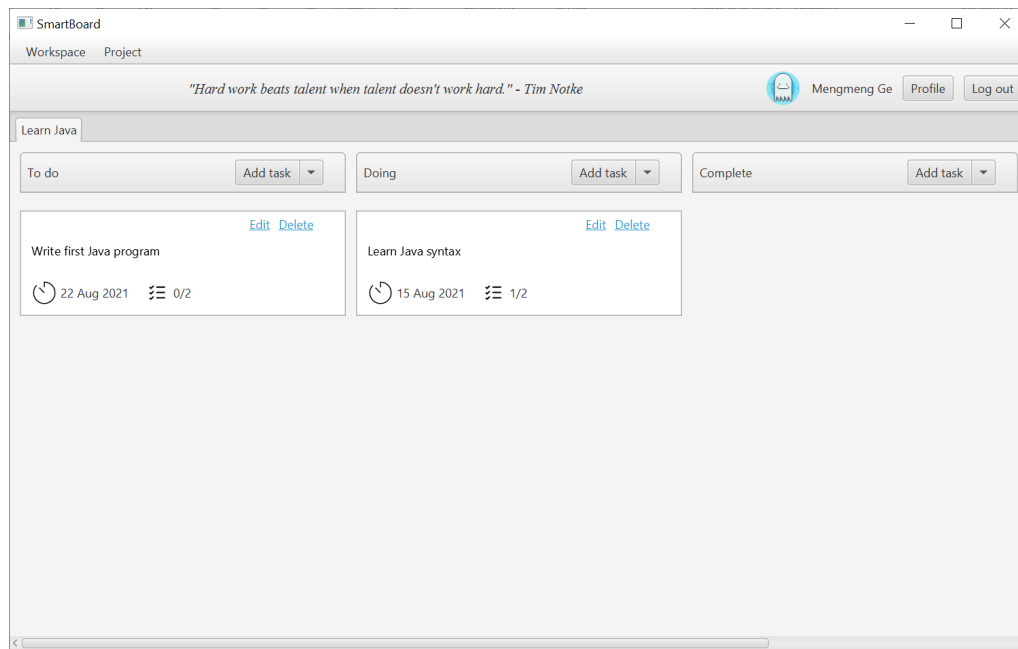 SmartBoard
Workspace Project
"Hard work beats talent when talent doesn't work hard." - Tim Notke
Mengmeng Ge Profile Log out
Learn Java
To do Add task
Doing Add task
Complete Add task
Edit Delete
Write first Java program
22 Aug 2021 0/2
Edit Delete
Learn Java syntax
15 Aug 2021 1/2